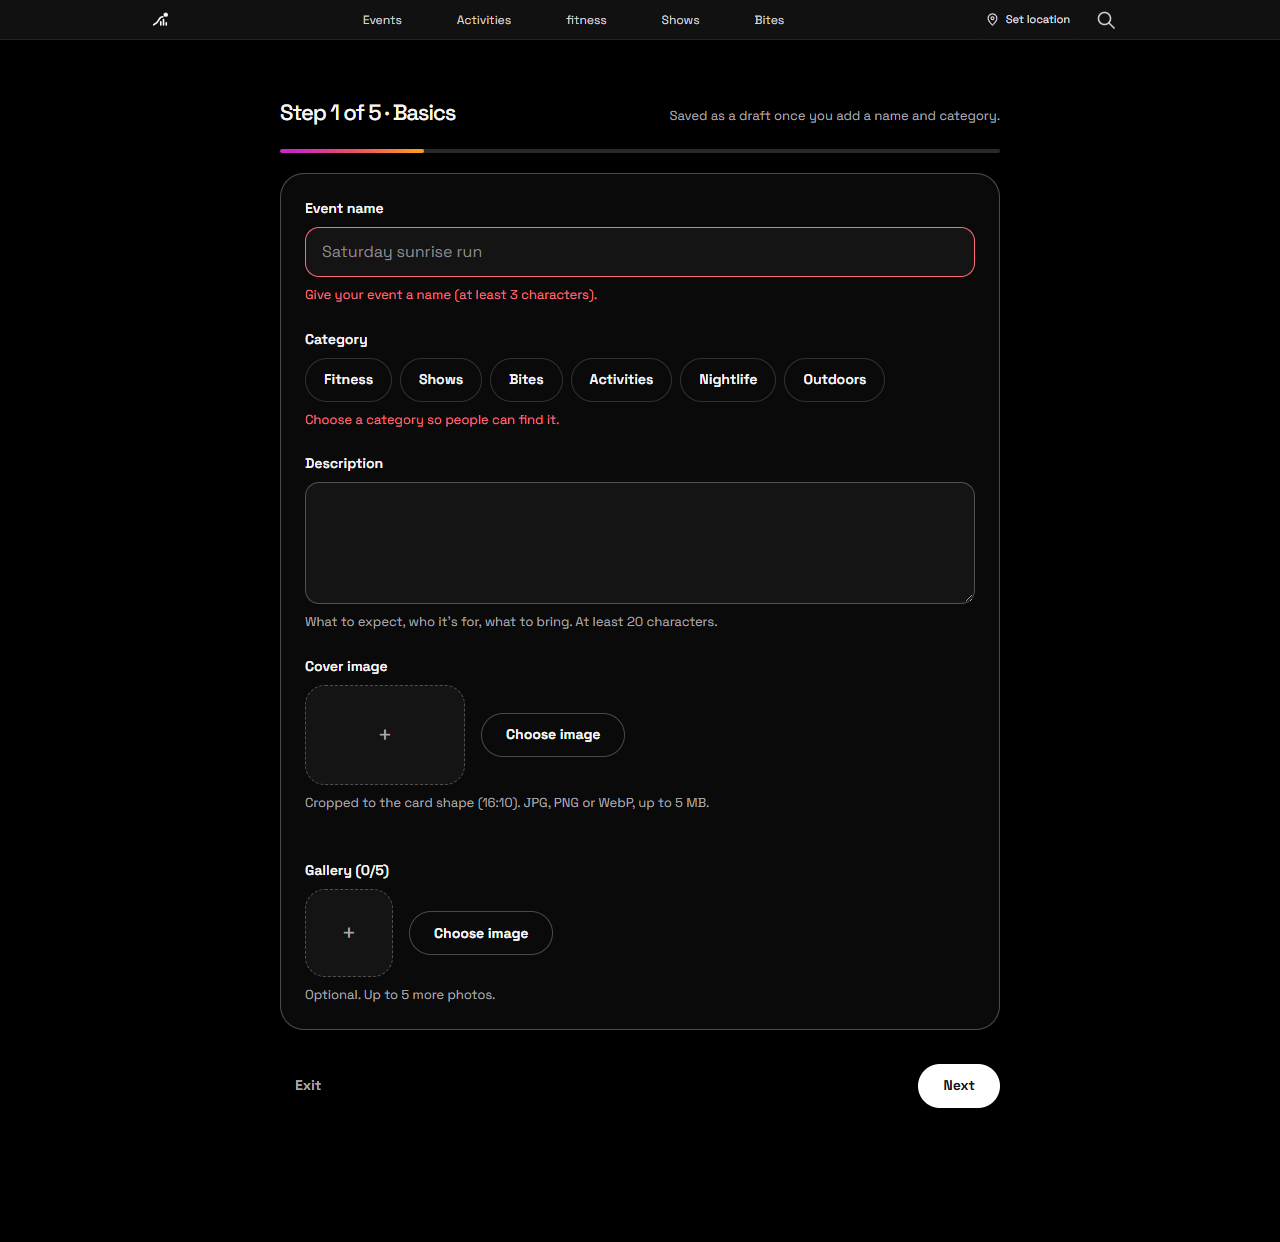 Events
Activities
fitness
Shows
Bites
Set location
Step 1 of 5 · Basics
Saved as a draft once you add a name and category.
Event name
Saturday sunrise run
Give your event a name (at least 3 characters).
Category
Fitness
Shows
Bites
Activities
Nightlife
Outdoors
Choose a category so people can find it.
Description
What to expect, who it's for, what to bring. At least 20 characters.
Cover image
+
Choose image
Cropped to the card shape (16:10). JPG, PNG or WebP, up to 5 MB.
Gallery (0/5)
+
Choose image
Optional. Up to 5 more photos.
Exit
Next